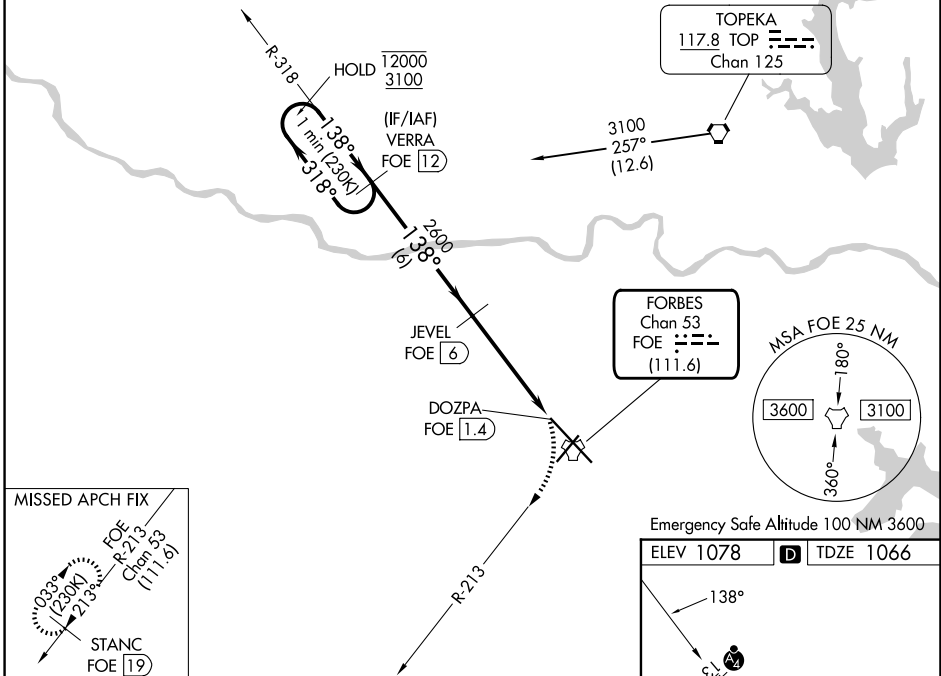 TOPEKA
117.8 TOP
Chan 125
R-318
HOLD 12000
3100
(IF/IAF)
VERRA
FOE 12
138°
1 min (230K)
318°
3100
257°
(12.6)
2600
138°
(6)
JEVEL
FOE 6
FORBES
Chan 53
FOE
(111.6)
MSA FOE 25 NM
180°
3600
3100
360°
DOZPA
FOE 1.4
R-213
MISSED APCH FIX
FOE
R-213
Chan 53
(111.6)
033°
(230K)
213°
STANC
FOE 19
Emergency Safe Altitude 100 NM 3600
ELEV 1078 D TDZE 1066
138°
A4